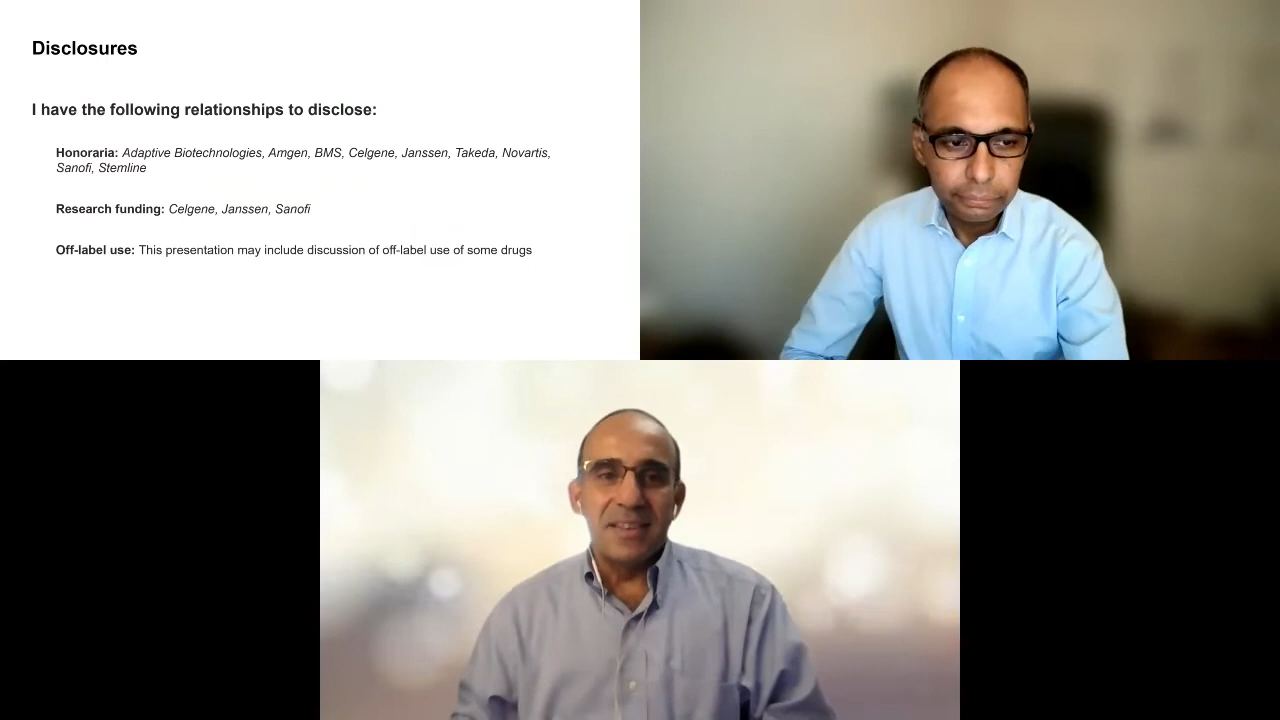 Disclosures
I have the following relationships to disclose:
Honoraria: Adaptive Biotechnologies, Amgen, BMS, Celgene, Janssen, Takeda, Novartis,
Sanofi, Stemline
Research funding: Celgene, Janssen, Sanofi
Off-label use: This presentation may include discussion of off-label use of some drugs